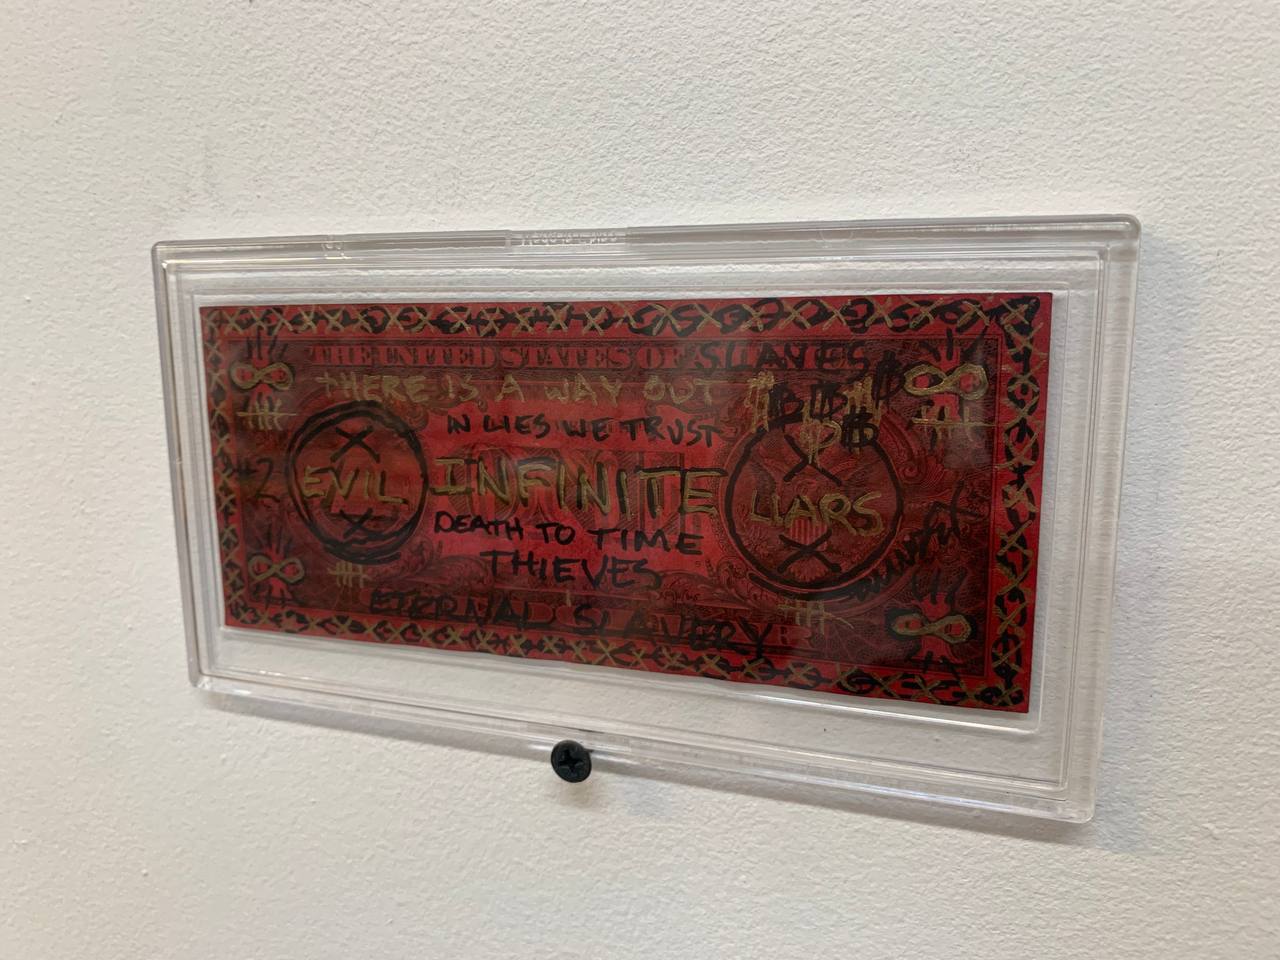 THE UNITED STATES OF SLAVES
THERE IS A WAY OUT
IN LIES WE TRUST
EVIL
INFINITE
LIARS
DEATH TO TIME
THIEVES
ETERNAL SLAVERY